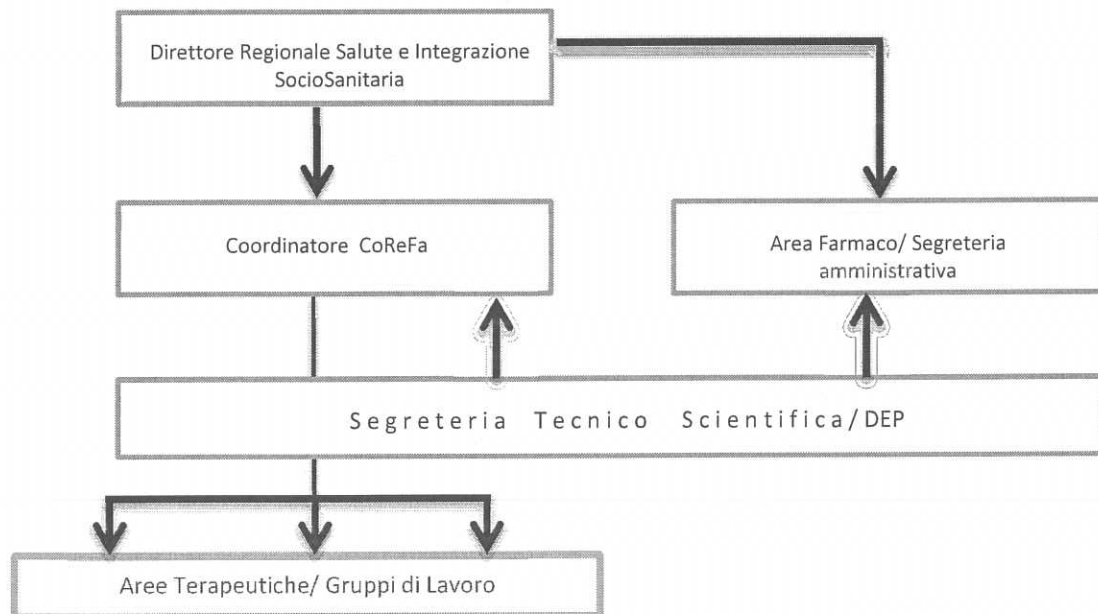 Direttore Regionale Salute e Integrazione
SocioSanitaria
Coordinatore CoReFa
Area Farmaco/ Segreteria
amministrativa
Segreteria Tecnico Scientifica/ DEP
Aree Terapeutiche/ Gruppi di Lavoro